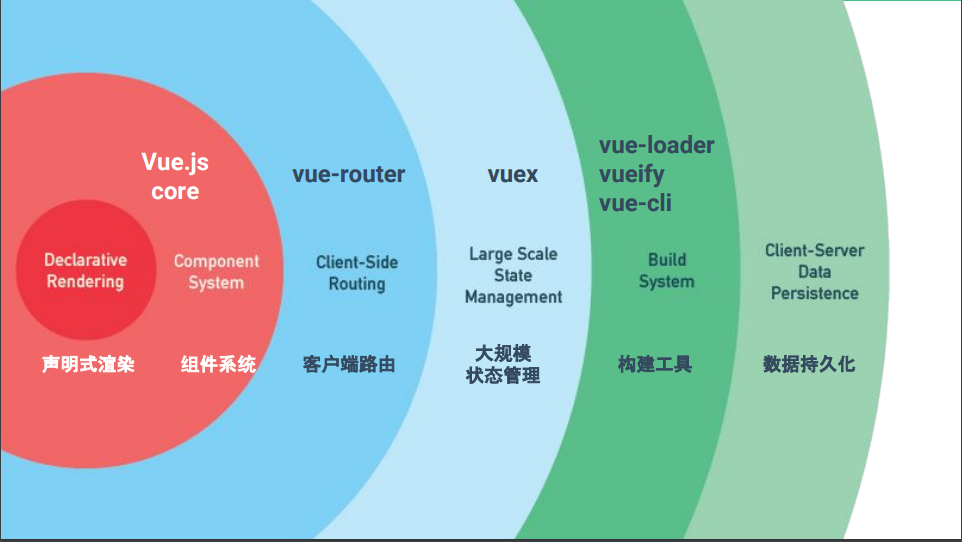 Vue.js
core
vue-router
vuex
vue-loader
vueify
vue-cli
Declarative
Rendering
Component
System
Client-Side
Routing
Large Scale
State
Management
Build
System
Client-Server
Data
Persistence
声明式渲染
组件系统
客户端路由
大规模
状态管理
构建工具
数据持久化